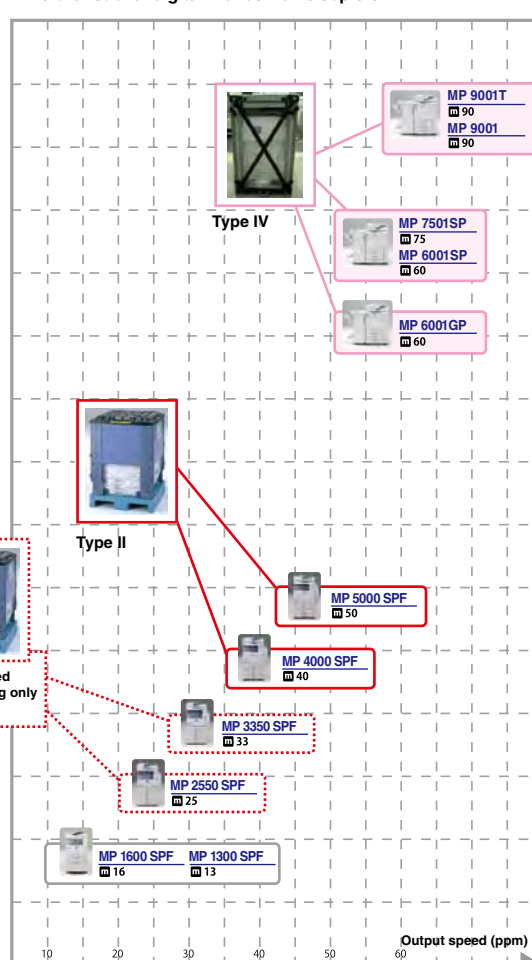 MP 9001T
m 90
MP 9001
m 90
Type IV
MP 7501SP
m 75
MP 6001SP
m 60
MP 6001GP
m 60
Type II
MP 5000 SPF
m 50
MP 4000 SPF
m 40
only
MP 3350 SPF
m 33
MP 2550 SPF
m 25
MP 1600 SPF MP 1300 SPF
m 16 m 13
Output speed (ppm)
10 20 30 40 50 60